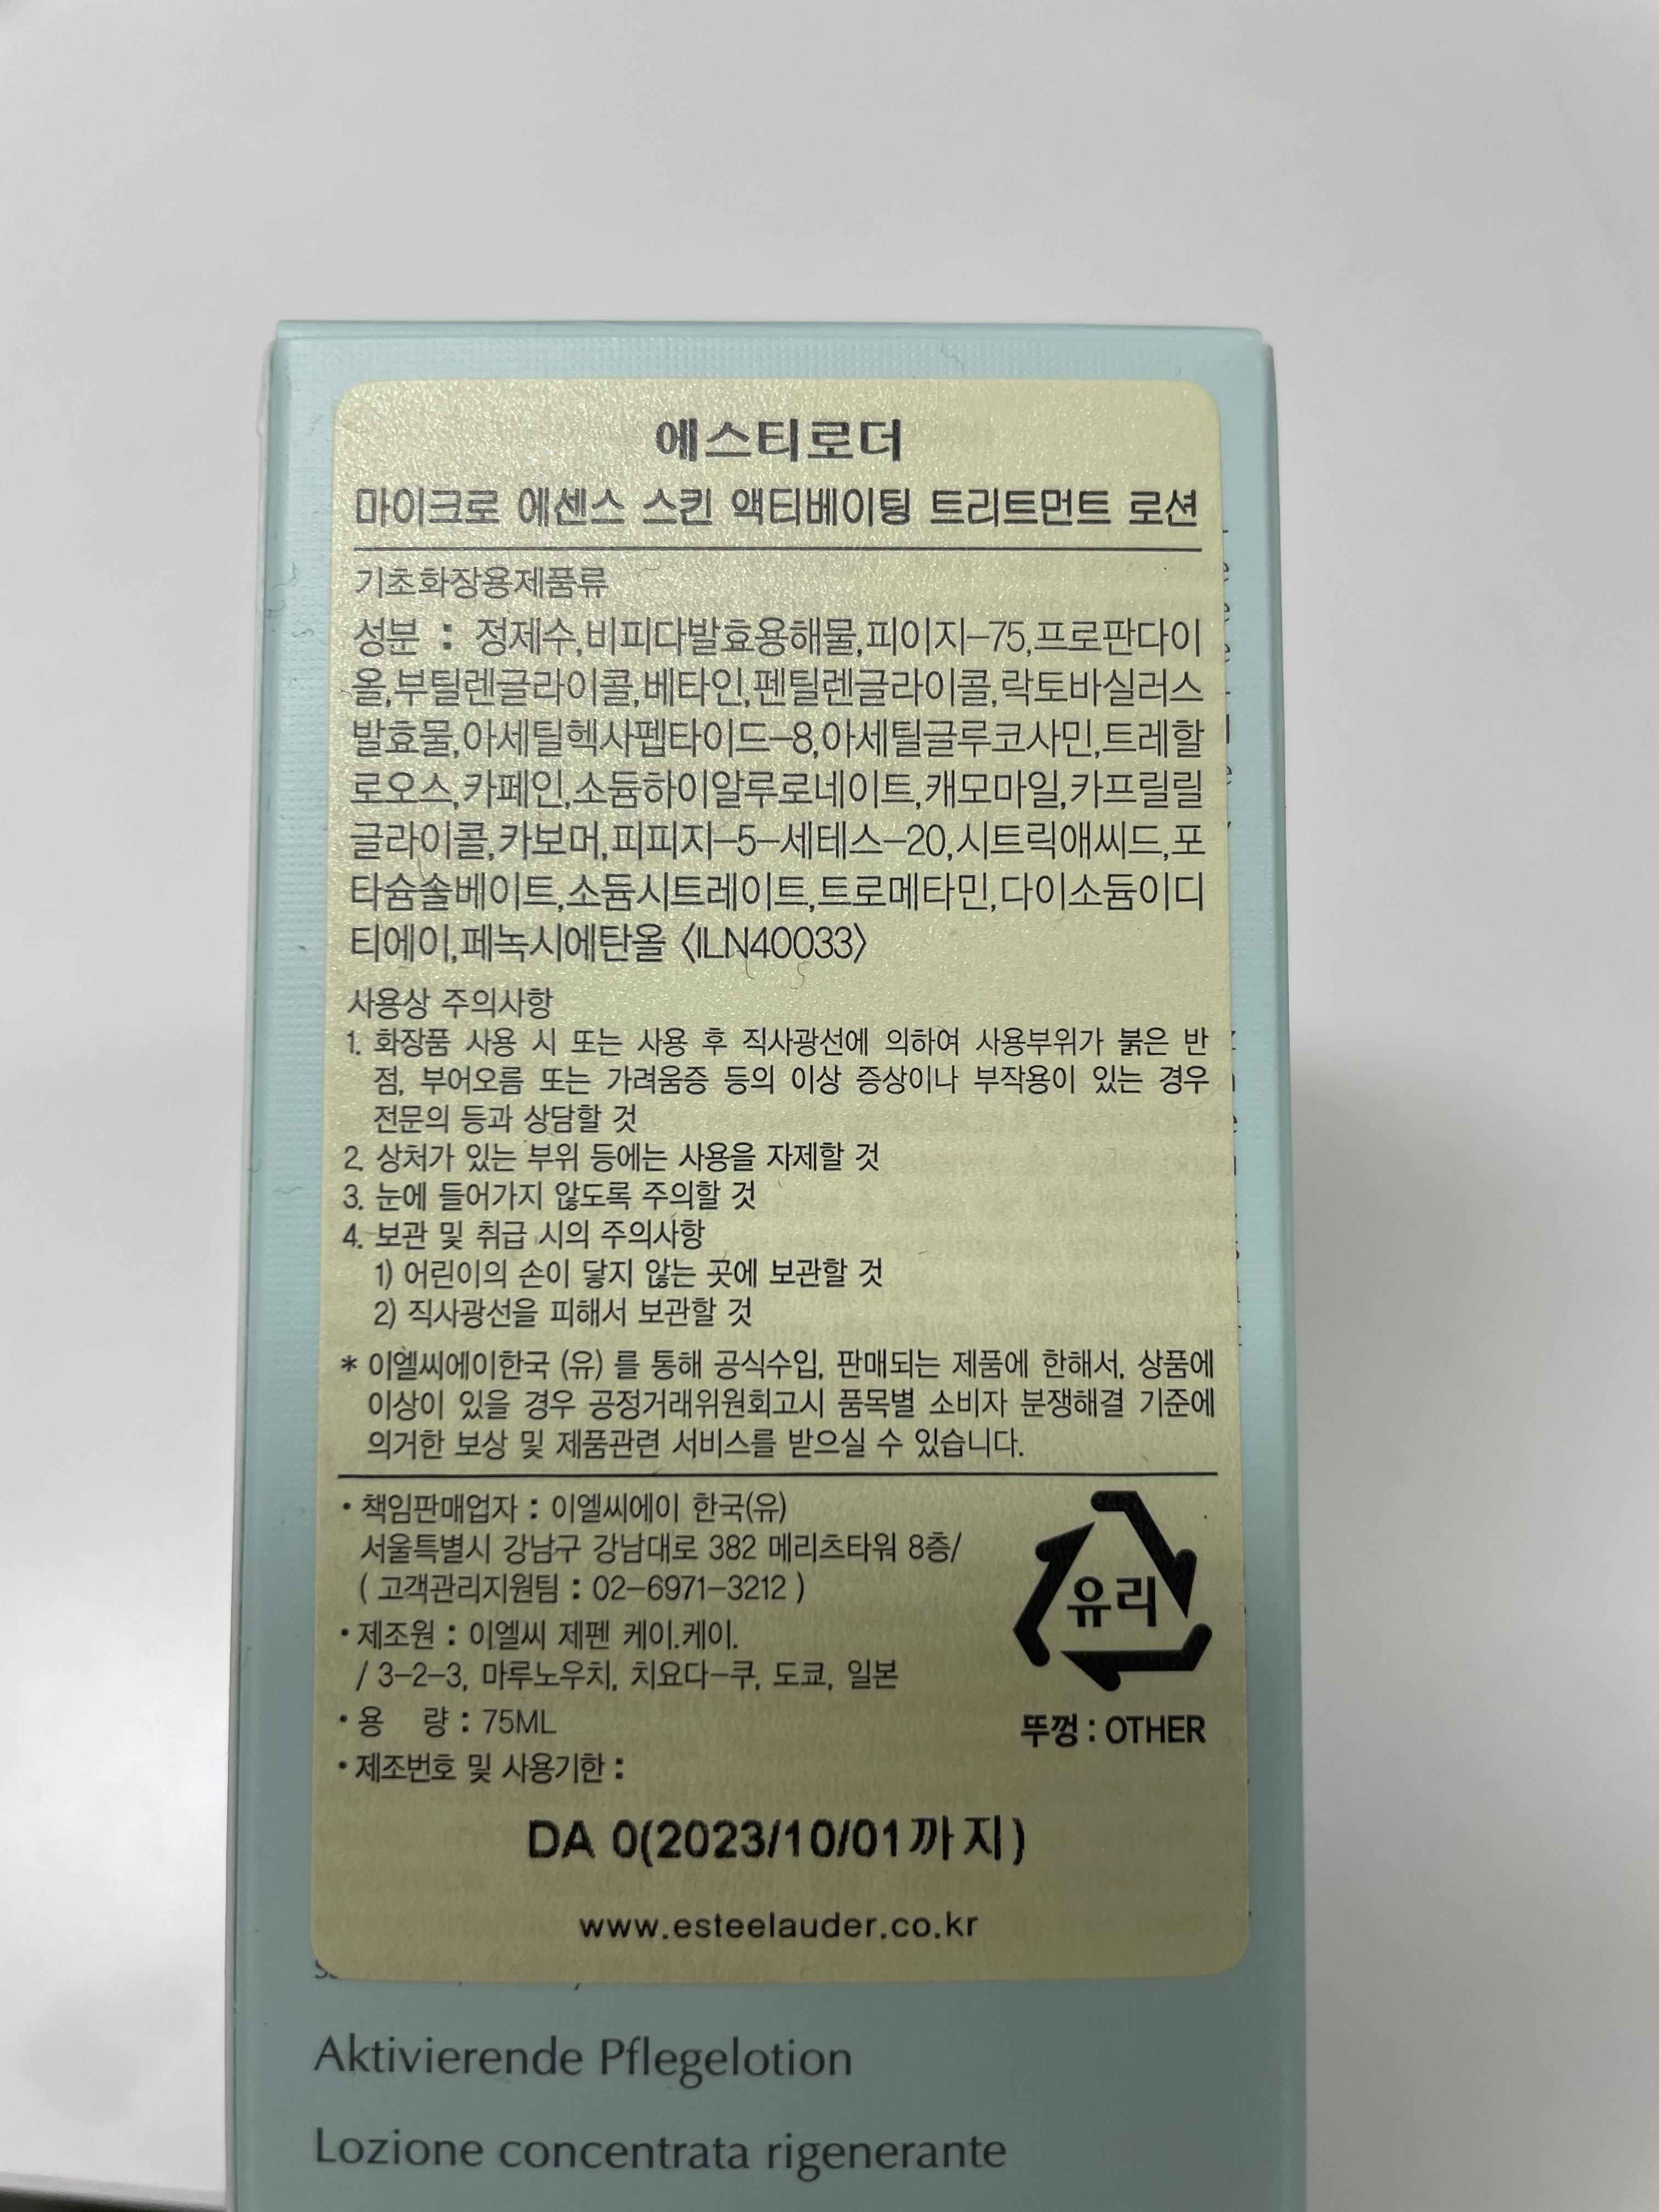 에스티로더
마이크로 에센스 스킨 액티베이팅 트리트먼트 로션
기초화장용제품류
성분 : 정제수,비피다발효용해물,피이지-75,프로판다이
올,부틸렌글라이콜,베타인,펜틸렌글라이콜,락토바실러스
발효물,아세틸헥사펩타이드-8,아세틸글루코사민,트레할
로오스,카페인,소듐하이알루로네이트,캐모마일,카프릴릴
글라이콜,카보머,피피지-5-세테스-20,시트릭애씨드,포
타슘솔베이트,소듐시트레이트,트로메타민,다이소듐이디
티에이,페녹시에탄올 〈ILN40033〉
사용상 주의사항
1. 화장품 사용 시 또는 사용 후 직사광선에 의하여 사용부위가 붉은 반
점, 부어오름 또는 가려움증 등의 이상 증상이나 부작용이 있는 경우
전문의 등과 상담할 것
2. 상처가 있는 부위 등에는 사용을 자제할 것
3. 눈에 들어가지 않도록 주의할 것
4. 보관 및 취급 시의 주의사항
1) 어린이의 손이 닿지 않는 곳에 보관할 것
2) 직사광선을 피해서 보관할 것
* 이엘씨에이한국 (유) 를 통해 공식수입, 판매되는 제품에 한해서, 상품에
이상이 있을 경우 공정거래위원회고시 품목별 소비자 분쟁해결 기준에
의거한 보상 및 제품관련 서비스를 받으실 수 있습니다.
• 책임판매업자 : 이엘씨에이 한국(유)
서울특별시 강남구 강남대로 382 메리츠타워 8층/
( 고객관리지원팀 : 02-6971-3212 )
• 제조원 : 이엘씨 제펜 케이.케이.
/ 3-2-3, 마루노우치, 치요다-쿠, 도쿄, 일본
• 용 량 : 75ML
• 제조번호 및 사용기한 :
유리
뚜껑 : OTHER
DA 0(2023/10/01까지)
www.esteelauder.co.kr
Aktivierende Pflegelotion
Lozione concentrata rigenerante